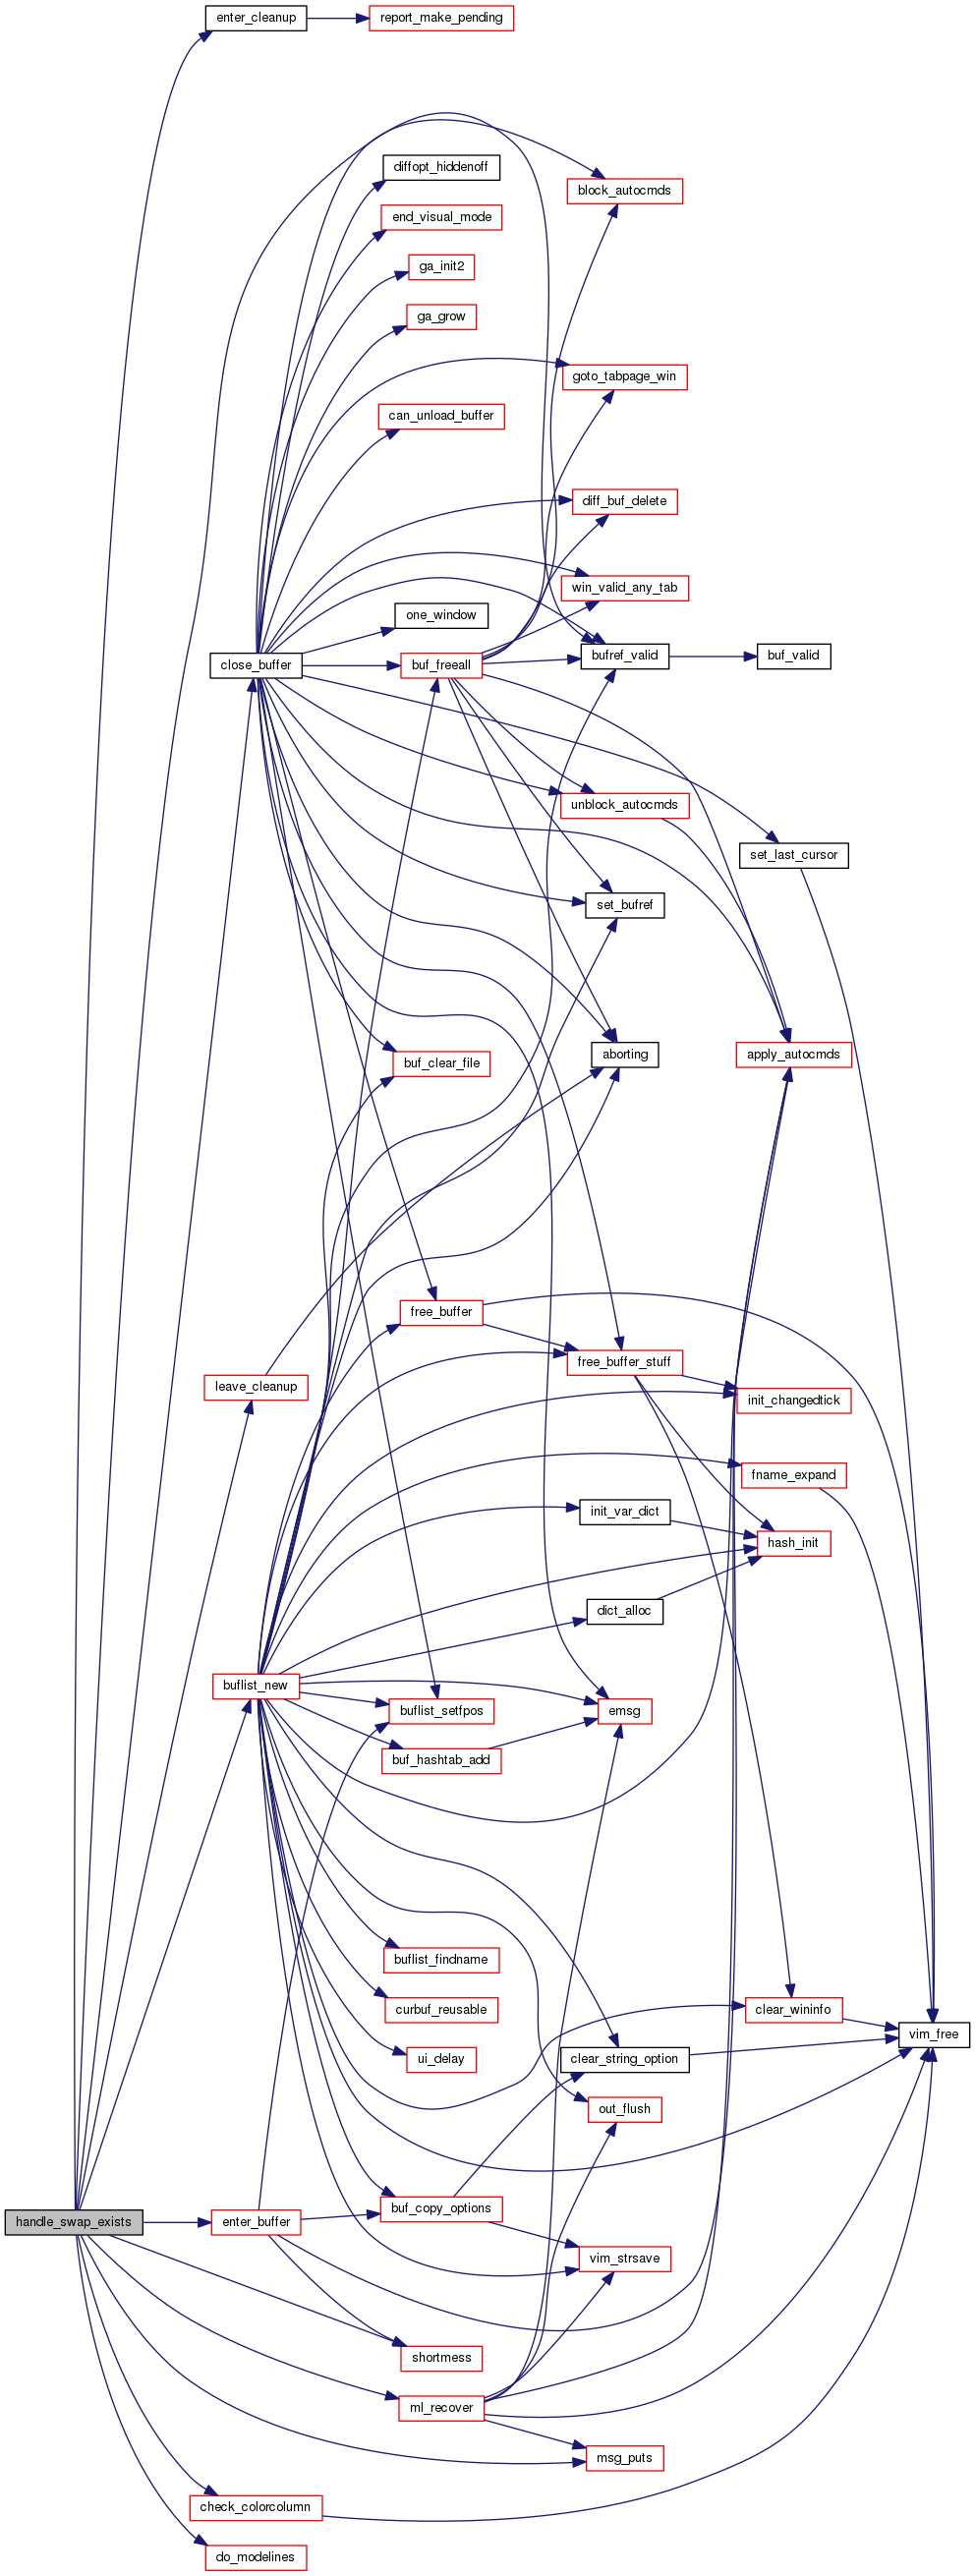 enter_cleanup
report_make_pending
diffopt_hiddenoff
block_autocmds
end_visual_mode
ga_init2
ga_grow
goto_tabpage_win
can_unload_buffer
diff_buf_delete
win_valid_any_tab
one_window
close_buffer
buf_freeall
bufref_valid
buf_valid
unblock_autocmds
set_last_cursor
set_bufref
aborting
apply_autocmds
buf_clear_file
free_buffer
free_buffer_stuff
leave_cleanup
init_changedtick
fname_expand
init_var_dict
hash_init
dict_alloc
buflist_new
buflist_setfpos
emsg
buf_hashtab_add
buflist_findname
curbuf_reusable
clear_wininfo
vim_free
ui_delay
clear_string_option
out_flush
buf_copy_options
handle_swap_exists
enter_buffer
vim_strsave
shortmess
ml_recover
msg_puts
check_colorcolumn
do_modelines